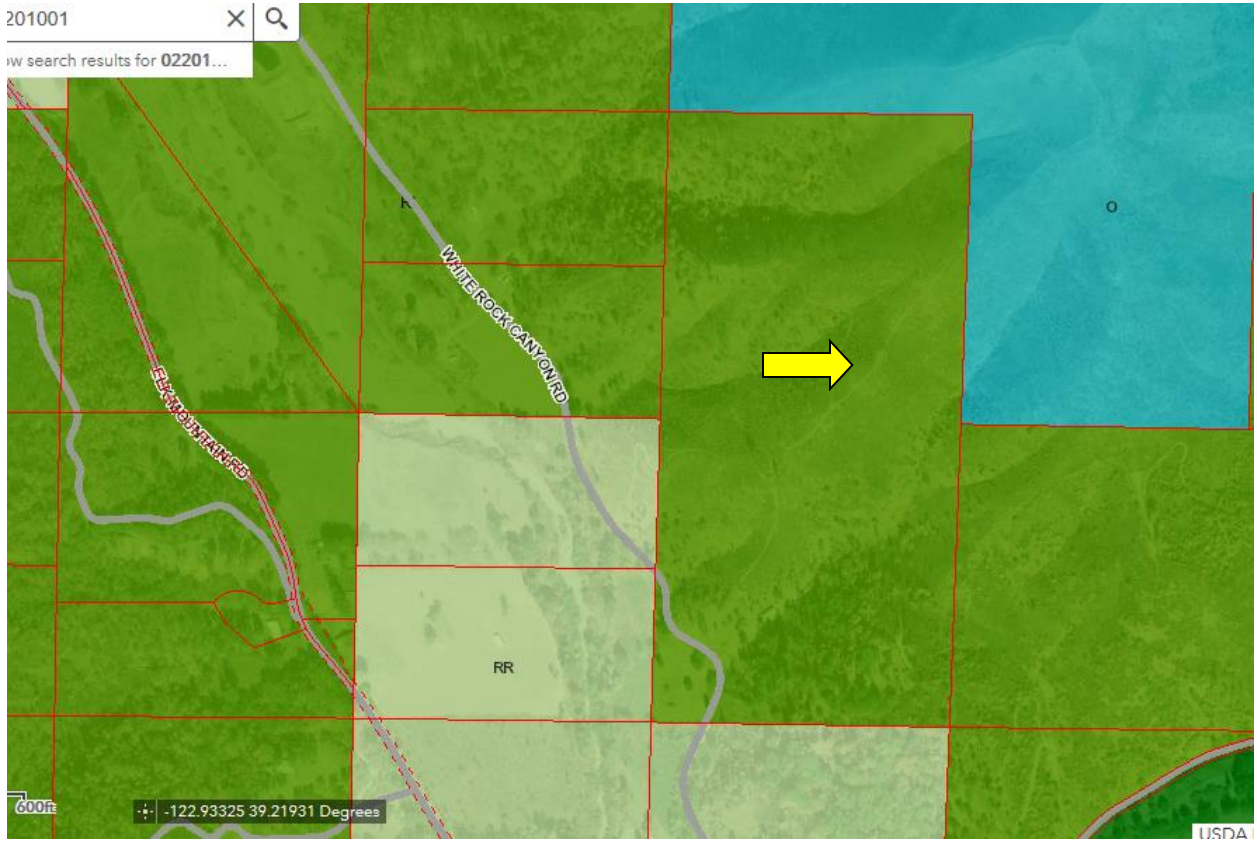 201001
ow search results for 02201...
R
O
WHITE ROCK CANYON RD
ELK MOUNTAIN RD
RR
600ft
-122.93325 39.21931 Degrees
USDA